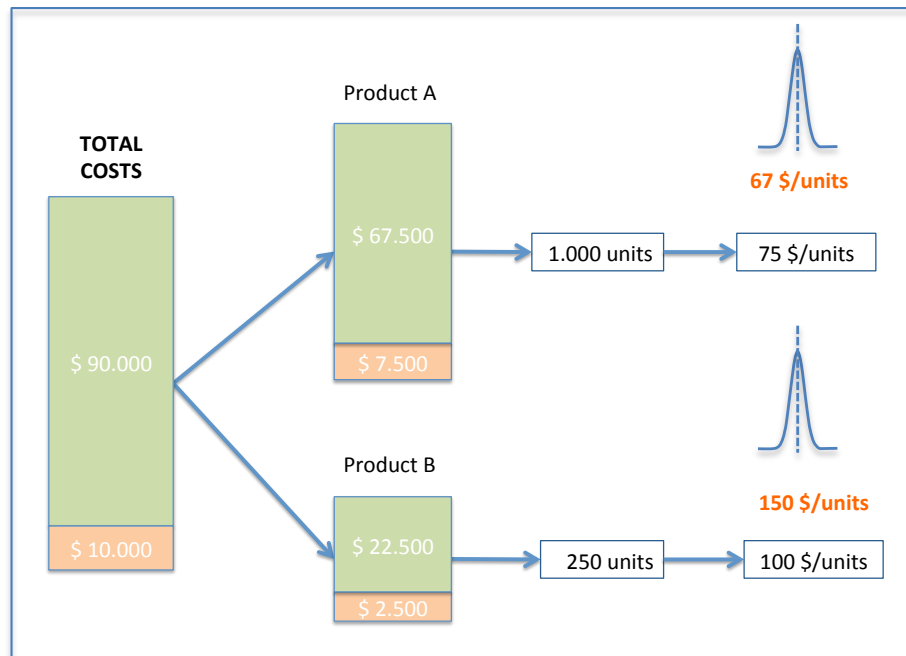 TOTAL
COSTS
$ 90.000
$ 10.000
Product A
$ 67.500
$ 7.500
1.000 units
67 $/units
75 $/units
Product B
$ 22.500
$ 2.500
250 units
150 $/units
100 $/units